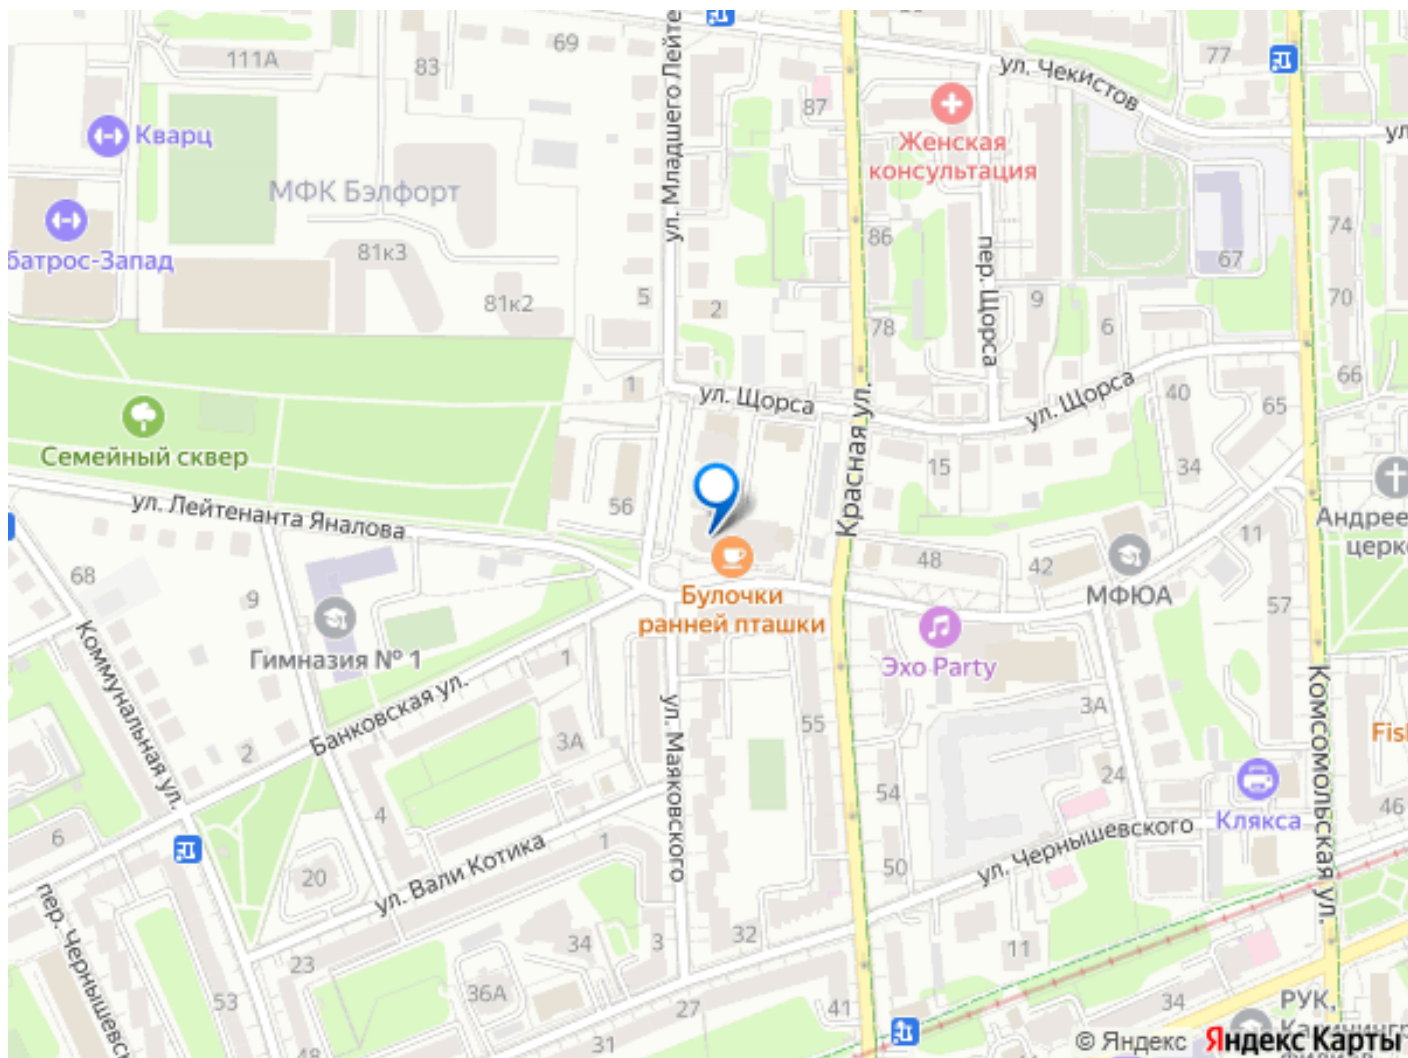 69
111А
83
77
ул. Чекистов
ул. Младшего Лейте
87
Кварц
Женская
консультация
МФК Бэлфорт
86
пер. Щорса
74
батрос-Запад
81к3
67
81к2
5
2
9
70
78
6
66
1
ул. Щорса
ул. Щорса
40
65
Красная ул.
Семейный сквер
15
34
ул. Лейтенанта Яналова
56
Андрее
церк
11
48
42
МФЮА
68
9
Булочки
ранней пташки
57
Гимназия № 1
1
Эхо Party
Коммунальная ул.
Банковская ул.
ул. Маяковского
55
3А
Комсомольская ул.
3А
2
Fis
24
54
4
Клякса
46
6
1
ул. Чернышевского
ул. Вали Котика
50
20
пер. Чернышевск
34
3
32
11
23
36А
53
27
41
34
РУК,
Калинингр
48
31
© Яндекс Яндекс Карты